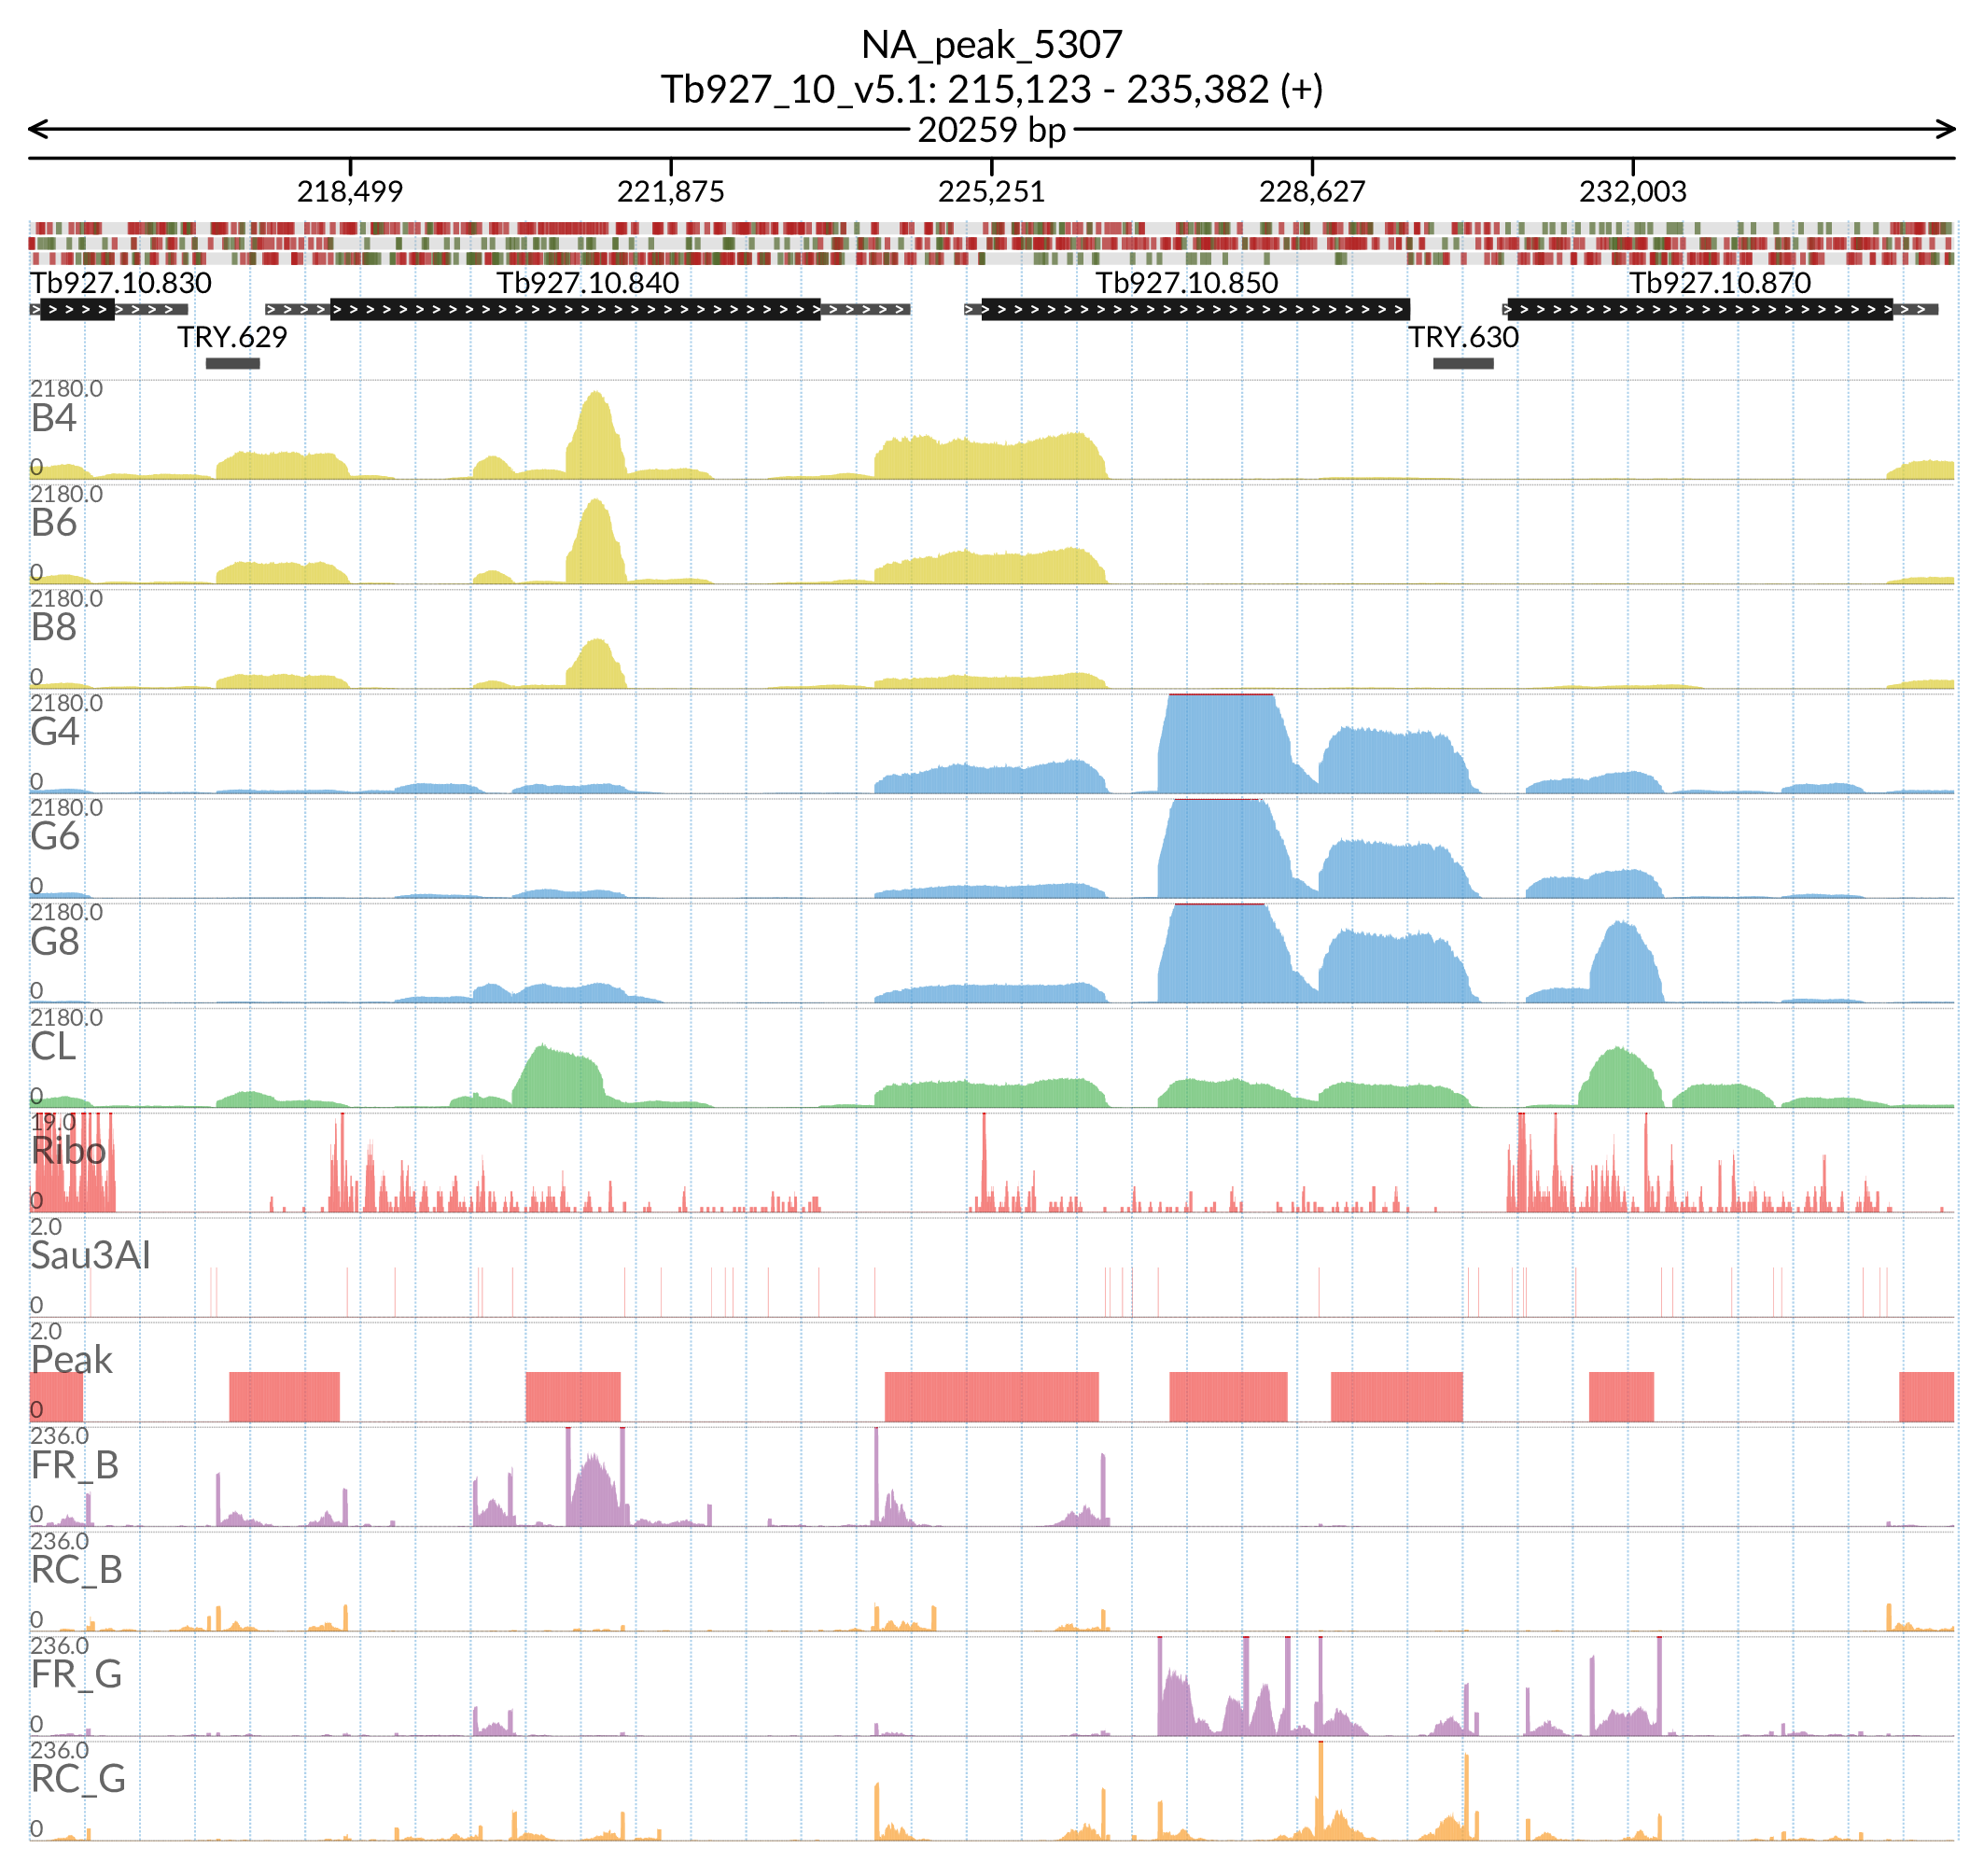 NA_peak_5307
Tb927_10_v5.1: 215,123 - 235,382 (+)
20259 bp
218,499 221,875 225,251 228,627 232,003
Tb927.10.830 Tb927.10.840 Tb927.10.850 Tb927.10.870
TRY.629 TRY.630
2180.0
B4
0
2180.0
B6
0
2180.0
B8
0
2180.0
G4
0
2180.0
G6
0
2180.0
G8
0
2180.0
CL
0
19.0
Ribo
0
2.0
Sau3AI
0
2.0
Peak
0
236.0
FR_B
0
236.0
RC_B
0
236.0
FR_G
0
236.0
RC_G
0